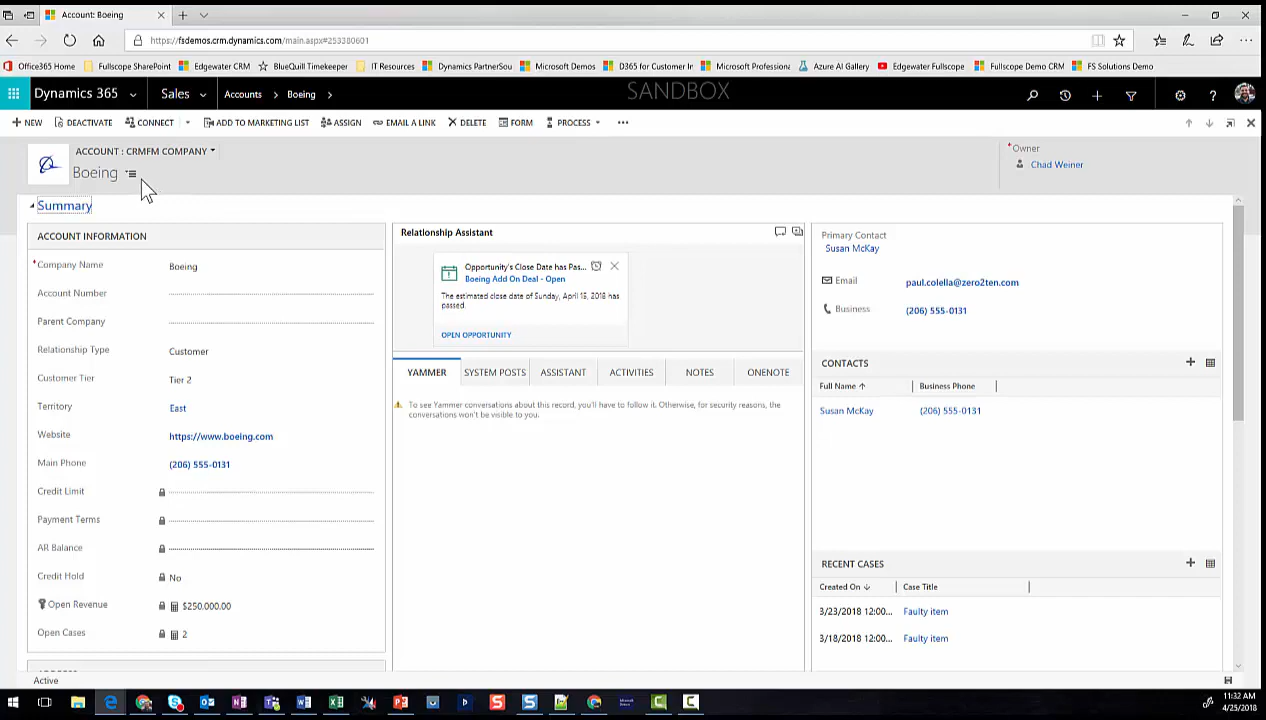 Account: Boeing
https://fsdemos.crm.dynamics.com/main.aspx#253380601
Office365 Home Fullscope SharePoint Edgewater CRM BlueQuill Timekeeper IT Resources Dynamics PartnerSou Microsoft Demos D365 for Customer In Microsoft Profession Azure AI Gallery Edgewater Fullscope Fullscope Demo CRM FS Solutions Demo
Dynamics 365 Sales Accounts Boeing SANDBOX
NEW DEACTIVATE CONNECT ADD TO MARKETING LIST ASSIGN EMAIL A LINK DELETE FORM PROCESS
ACCOUNT : CRMFM COMPANY
Boeing
* Owner
Chad Weiner
Summary
ACCOUNT INFORMATION
* Company Name Boeing
Account Number
Parent Company
Relationship Type Customer
Customer Tier Tier 2
Territory East
Website https://www.boeing.com
Main Phone (206) 555-0131
Credit Limit
Payment Terms
AR Balance
Credit Hold No
Open Revenue $250,000.00
Open Cases 2
Relationship Assistant
Opportunity's Close Date has Pas...
Boeing Add On Deal - Open
The estimated close date of Sunday, April 15, 2018 has
passed.
OPEN OPPORTUNITY
YAMMER SYSTEM POSTS ASSISTANT ACTIVITIES NOTES ONENOTE
To see Yammer conversations about this record, you'll have to follow it. Otherwise, for security reasons, the
conversations won't be visible to you.
Primary Contact
Susan McKay
Email paul.colella@zero2ten.com
Business (206) 555-0131
CONTACTS
Full Name Business Phone
Susan McKay (206) 555-0131
RECENT CASES
Created On Case Title
3/23/2018 12:00... Faulty item
3/18/2018 12:00... Faulty item
Active
11:32 AM
4/25/2018